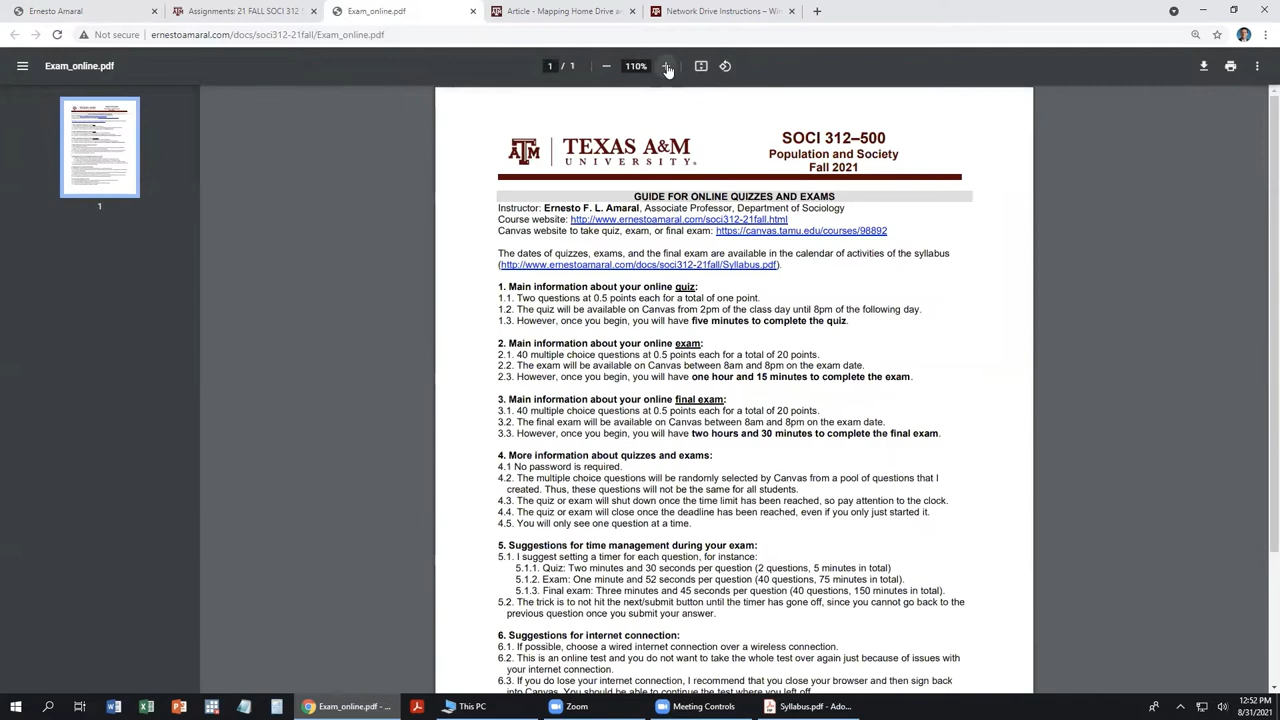 Ernesto Amaral
Assignments: 21 FALL SOCI 312
Exam_online.pdf
Article - Mapping Home Drive an
Network Drive Instructions – Win
Not secure
ernestoamaral.com/docs/soci312-21fall/Exam_online.pdf
Exam_online.pdf
1 / 1
110%
1
TEXAS A&M
UNIVERSITY
SOCI 312–500
Population and Society
Fall 2021
GUIDE FOR ONLINE QUIZZES AND EXAMS
Instructor: Ernesto F. L. Amaral, Associate Professor, Department of Sociology
Course website: http://www.ernestoamaral.com/soci312-21fall.html
Canvas website to take quiz, exam, or final exam: https://canvas.tamu.edu/courses/98892
The dates of quizzes, exams, and the final exam are available in the calendar of activities of the syllabus
(http://www.ernestoamaral.com/docs/soci312-21fall/Syllabus.pdf).
1. Main information about your online quiz:
1.1. Two questions at 0.5 points each for a total of one point.
1.2. The quiz will be available on Canvas from 2pm of the class day until 8pm of the following day.
1.3. However, once you begin, you will have five minutes to complete the quiz.
2. Main information about your online exam:
2.1. 40 multiple choice questions at 0.5 points each for a total of 20 points.
2.2. The exam will be available on Canvas between 8am and 8pm on the exam date.
2.3. However, once you begin, you will have one hour and 15 minutes to complete the exam.
3. Main information about your online final exam:
3.1. 40 multiple choice questions at 0.5 points each for a total of 20 points.
3.2. The final exam will be available on Canvas between 8am and 8pm on the exam date.
3.3. However, once you begin, you will have two hours and 30 minutes to complete the final exam.
4. More information about quizzes and exams:
4.1 No password is required.
4.2. The multiple choice questions will be randomly selected by Canvas from a pool of questions that I
created. Thus, these questions will not be the same for all students.
4.3. The quiz or exam will shut down once the time limit has been reached, so pay attention to the clock.
4.4. The quiz or exam will close once the deadline has been reached, even if you only just started it.
4.5. You will only see one question at a time.
5. Suggestions for time management during your exam:
5.1. I suggest setting a timer for each question, for instance:
5.1.1. Quiz: Two minutes and 30 seconds per question (2 questions, 5 minutes in total)
5.1.2. Exam: One minute and 52 seconds per question (40 questions, 75 minutes in total).
5.1.3. Final exam: Three minutes and 45 seconds per question (40 questions, 150 minutes in total).
5.2. The trick is to not hit the next/submit button until the timer has gone off, since you cannot go back to the
previous question once you submit your answer.
6. Suggestions for internet connection:
6.1. If possible, choose a wired internet connection over a wireless connection.
6.2. This is an online test and you do not want to take the whole test over again just because of issues with
your internet connection.
6.3. If you do lose your internet connection, I recommend that you close your browser and then sign back
into Canvas. You should be able to continue the test where you left off.
Exam_online.pdf - ...
This PC
Zoom
Meeting Controls
Syllabus.pdf - Ado...
12:52 PM
8/31/2021